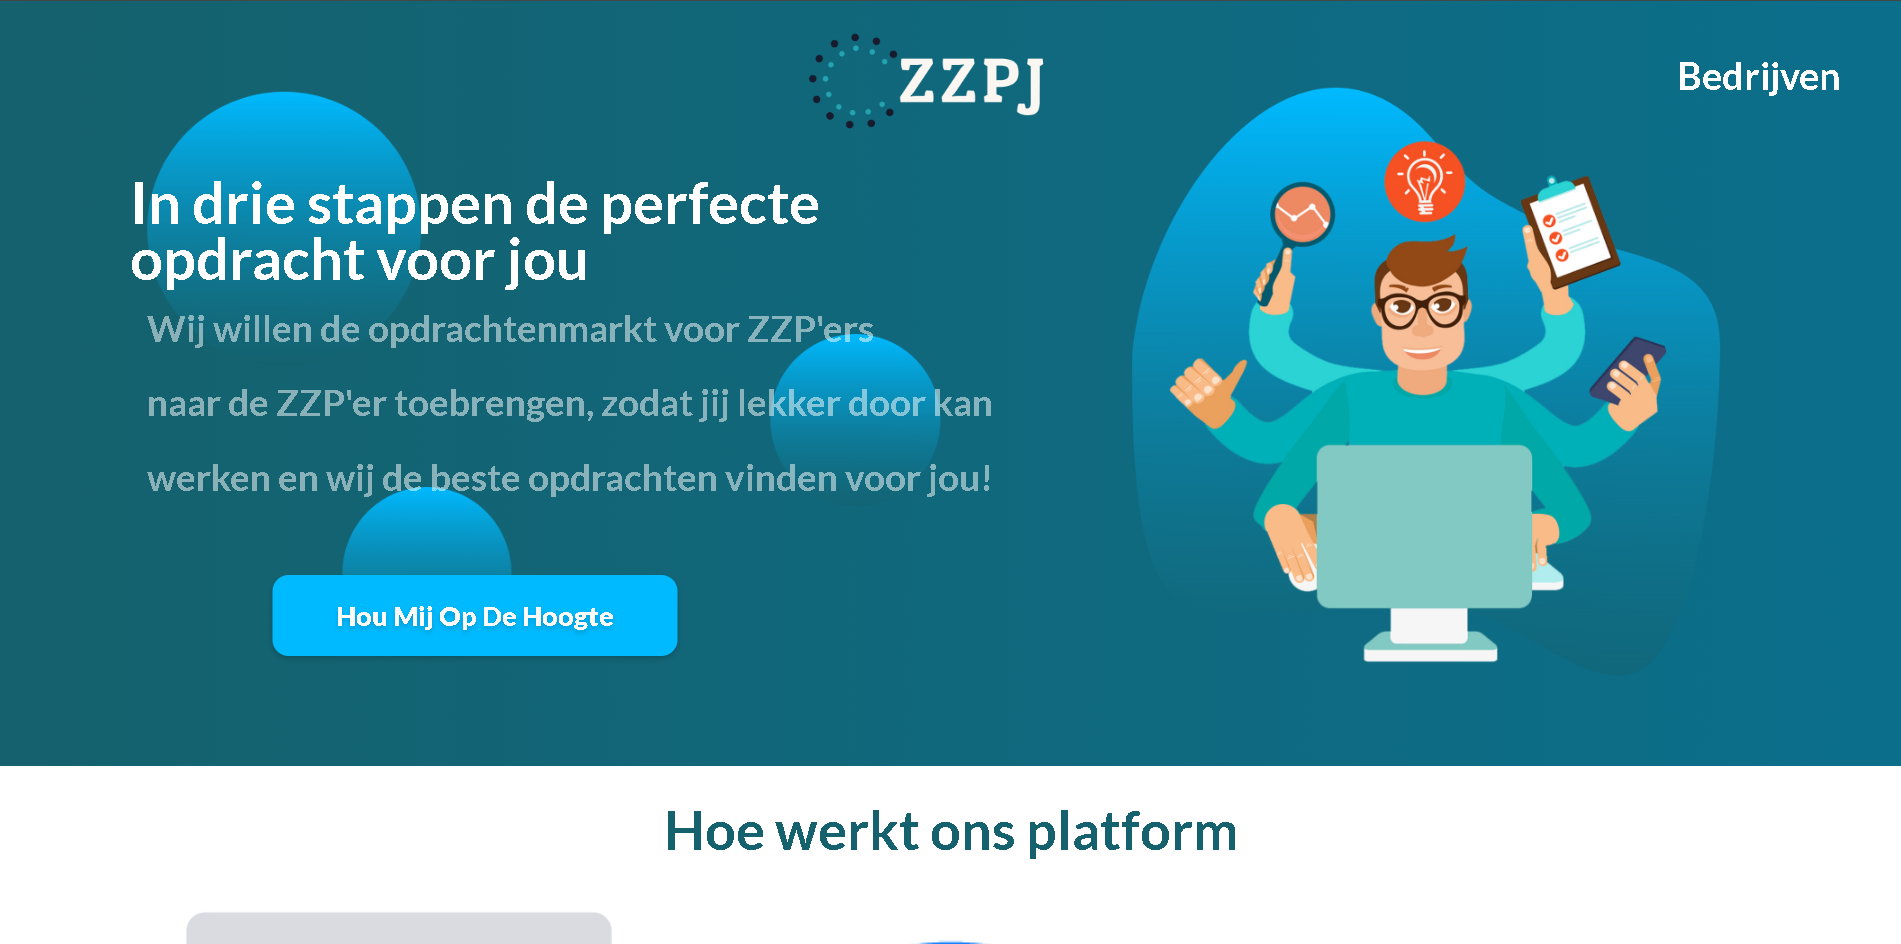 ZZPJ
Bedrijven
In drie stappen de perfecte
opdracht voor jou
Wij willen de opdrachtenmarkt voor ZZP'ers
naar de ZZP'er toebrengen, zodat jij lekker door kan
werken en wij de beste opdrachten vinden voor jou!
Hou Mij Op De Hoogte
Hoe werkt ons platform